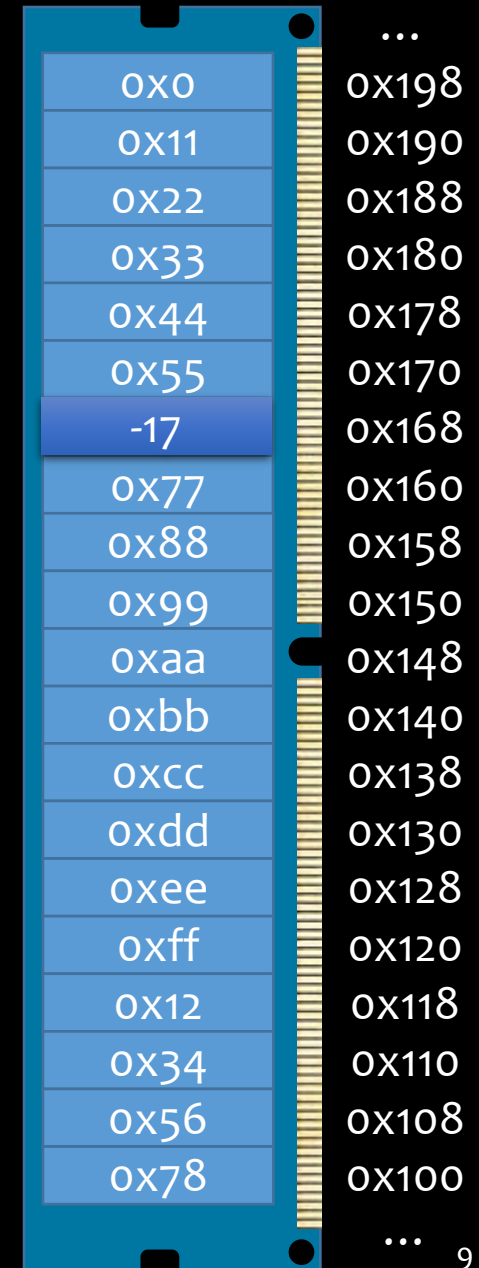 ...
0x0 0x198
0x11 0x190
0x22 0x188
0x33 0x180
0x44 0x178
0x55 0x170
-17 0x168
0x77 0x160
0x88 0x158
0x99 0x150
0xaa 0x148
0xbb 0x140
0xcc 0x138
0xdd 0x130
0xee 0x128
0xff 0x120
0x12 0x118
0x34 0x110
0x56 0x108
0x78 0x100
...
9